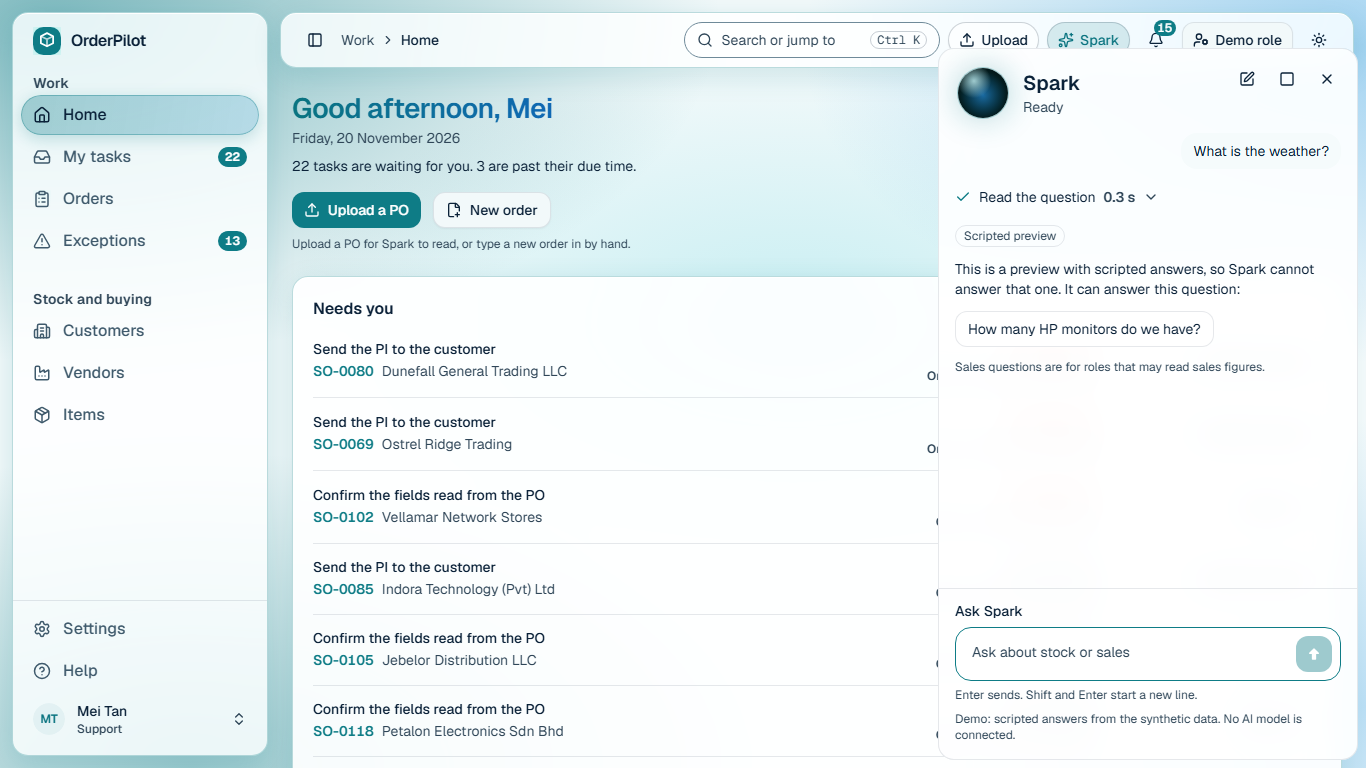 OrderPilot
Work
Home
My tasks
22
Orders
Exceptions
13
Stock and buying
Customers
Vendors
Items
Settings
Help
MT
Mei Tan
Support
Work > Home
Search or jump to
Ctrl K
Upload
Spark
15
Demo role
Good afternoon, Mei
Friday, 20 November 2026
22 tasks are waiting for you. 3 are past their due time.
Upload a PO
New order
Upload a PO for Spark to read, or type a new order in by hand.
Needs you
Send the PI to the customer
SO-0080 Dunefall General Trading LLC
Send the PI to the customer
SO-0069 Ostrel Ridge Trading
Confirm the fields read from the PO
SO-0102 Vellamar Network Stores
Send the PI to the customer
SO-0085 Indora Technology (Pvt) Ltd
Confirm the fields read from the PO
SO-0105 Jebelor Distribution LLC
Confirm the fields read from the PO
SO-0118 Petalon Electronics Sdn Bhd
Spark
Ready
What is the weather?
Read the question 0.3 s
Scripted preview
This is a preview with scripted answers, so Spark cannot
answer that one. It can answer this question:
How many HP monitors do we have?
Sales questions are for roles that may read sales figures.
Ask Spark
Ask about stock or sales
Enter sends. Shift and Enter start a new line.
Demo: scripted answers from the synthetic data. No AI model is
connected.